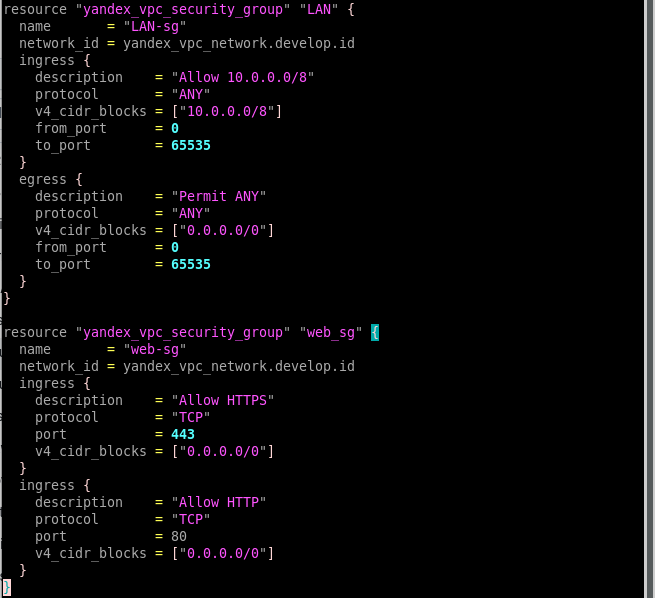 resource "yandex_vpc_security_group" "LAN" {
  name       = "LAN-sg"
  network_id = yandex_vpc_network.develop.id
  ingress {
    description    = "Allow 10.0.0.0/8"
    protocol       = "ANY"
    v4_cidr_blocks = ["10.0.0.0/8"]
    from_port      = 0
    to_port        = 65535
  }
  egress {
    description    = "Permit ANY"
    protocol       = "ANY"
    v4_cidr_blocks = ["0.0.0.0/0"]
    from_port      = 0
    to_port        = 65535
  }
}

resource "yandex_vpc_security_group" "web_sg" {
  name       = "web-sg"
  network_id = yandex_vpc_network.develop.id
  ingress {
    description    = "Allow HTTPS"
    protocol       = "TCP"
    port           = 443
    v4_cidr_blocks = ["0.0.0.0/0"]
  }
  ingress {
    description    = "Allow HTTP"
    protocol       = "TCP"
    port           = 80
    v4_cidr_blocks = ["0.0.0.0/0"]
  }
}